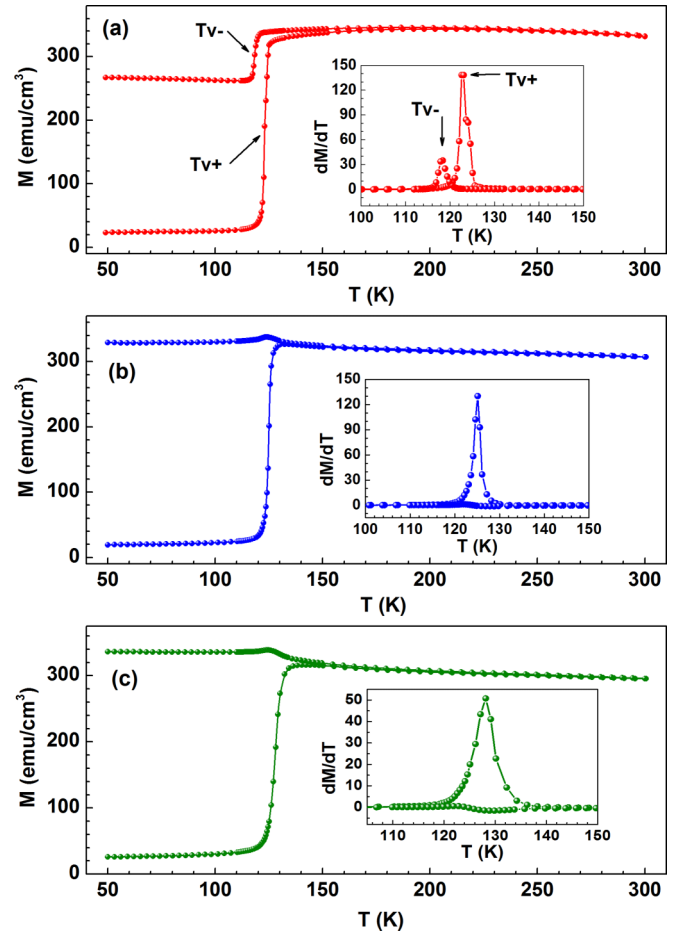 (a)
Tv-
Tv+
M (emu/cm³)
300
200
100
0
50 100 150 200 250 300
T (K)
dM/dT
150
120
90
60
30
0
Tv+
Tv-
100 110 120 130 140 150
T (K)
(b)
M (emu/cm³)
300
200
100
0
50 100 150 200 250 300
T (K)
dM/dT
150
120
90
60
30
0
100 110 120 130 140 150
T (K)
(c)
M (emu/cm³)
300
200
100
0
50 100 150 200 250 300
T (K)
dM/dT
50
40
30
20
10
0
110 120 130 140 150
T (K)